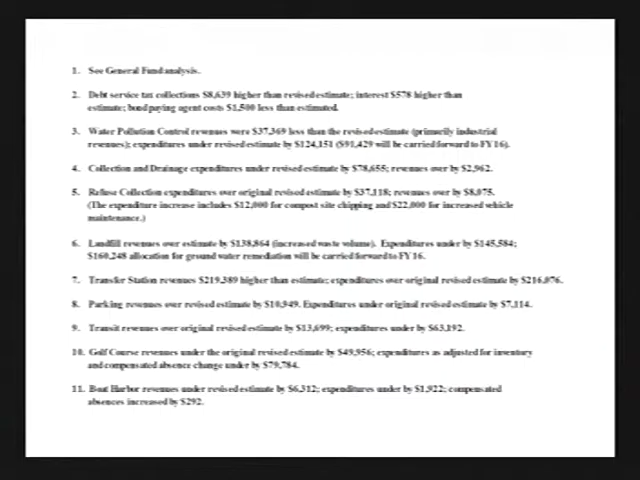 1. See General Fund analysis.
2. Debt service tax collections $8,639 higher than revised estimate; interest $578 higher than
estimate; bond paying agent costs $1,500 less than estimated.
3. Water Pollution Control revenues were $37,369 less than the revised estimate (primarily industrial
revenues); expenditures under revised estimate by $124,151 ($91,429 will be carried forward to FY16).
4. Collection and Drainage expenditures under revised estimate by $78,655; revenues over by $2,962.
5. Refuse Collection expenditures over original revised estimate by $37,118; revenues over by $8,075.
(The expenditure increase includes $12,000 for compost site chipping and $22,000 for increased vehicle
maintenance.)
6. Landfill revenues over estimate by $138,864 (increased waste volume). Expenditures under by $145,584;
$160,248 allocation for ground water remediation will be carried forward to FY 16.
7. Transfer Station revenues $219,389 higher than estimate; expenditures over original revised estimate by $216,076.
8. Parking revenues over revised estimate by $10,949. Expenditures under original revised estimate by $7,114.
9. Transit revenues over original revised estimate by $13,699; expenditures under by $63,192.
10. Golf Course revenues under the original revised estimate by $49,956; expenditures as adjusted for inventory
and compensated absence change under by $79,784.
11. Boat Harbor revenues under revised estimate by $6,312; expenditures under by $1,922; compensated
absences increased by $292.